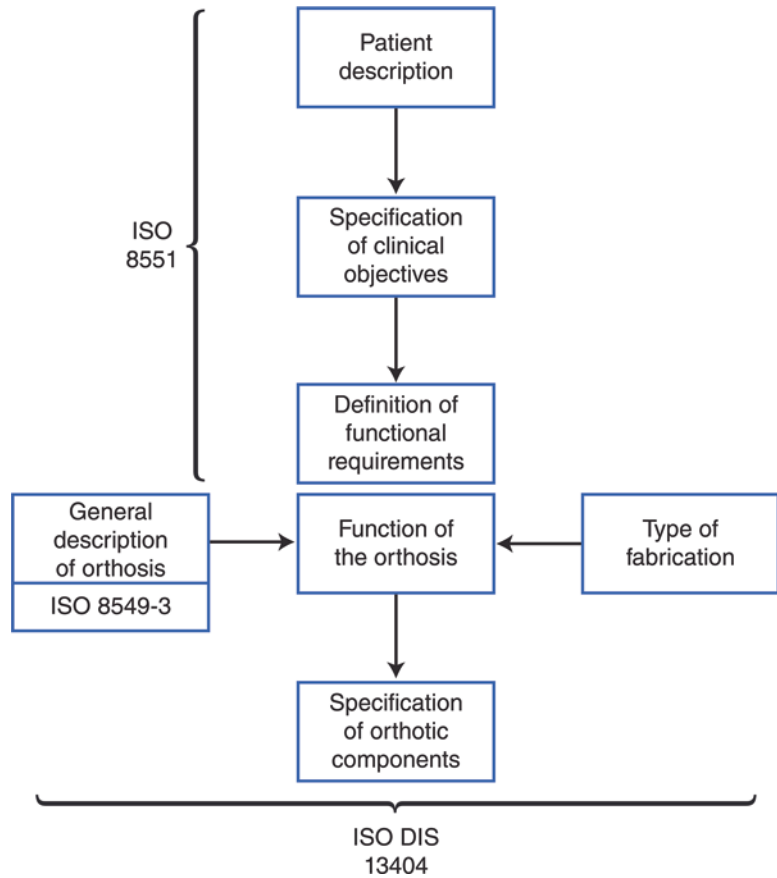 Patient
description
ISO
8551
Specification
of clinical
objectives
Definition of
functional
requirements
General
description
of orthosis
ISO 8549-3
Function of
the orthosis
Type of
fabrication
Specification
of orthotic
components
ISO DIS
13404